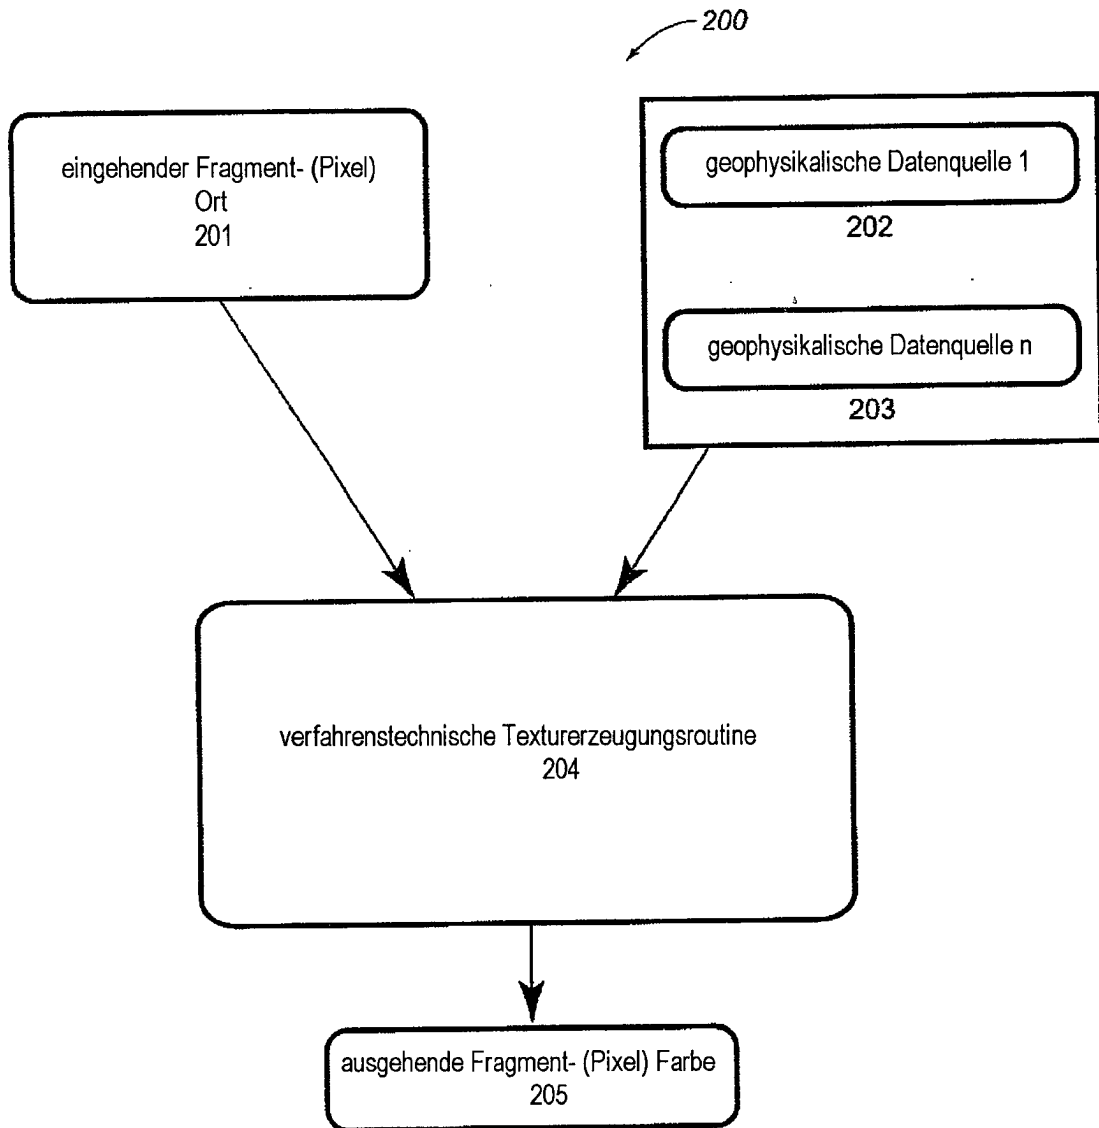 200
eingehender Fragment- (Pixel)
Ort
201
geophysikalische Datenquelle 1
202
geophysikalische Datenquelle n
203
verfahrenstechnische Texturerzeugungsroutine
204
ausgehende Fragment- (Pixel) Farbe
205